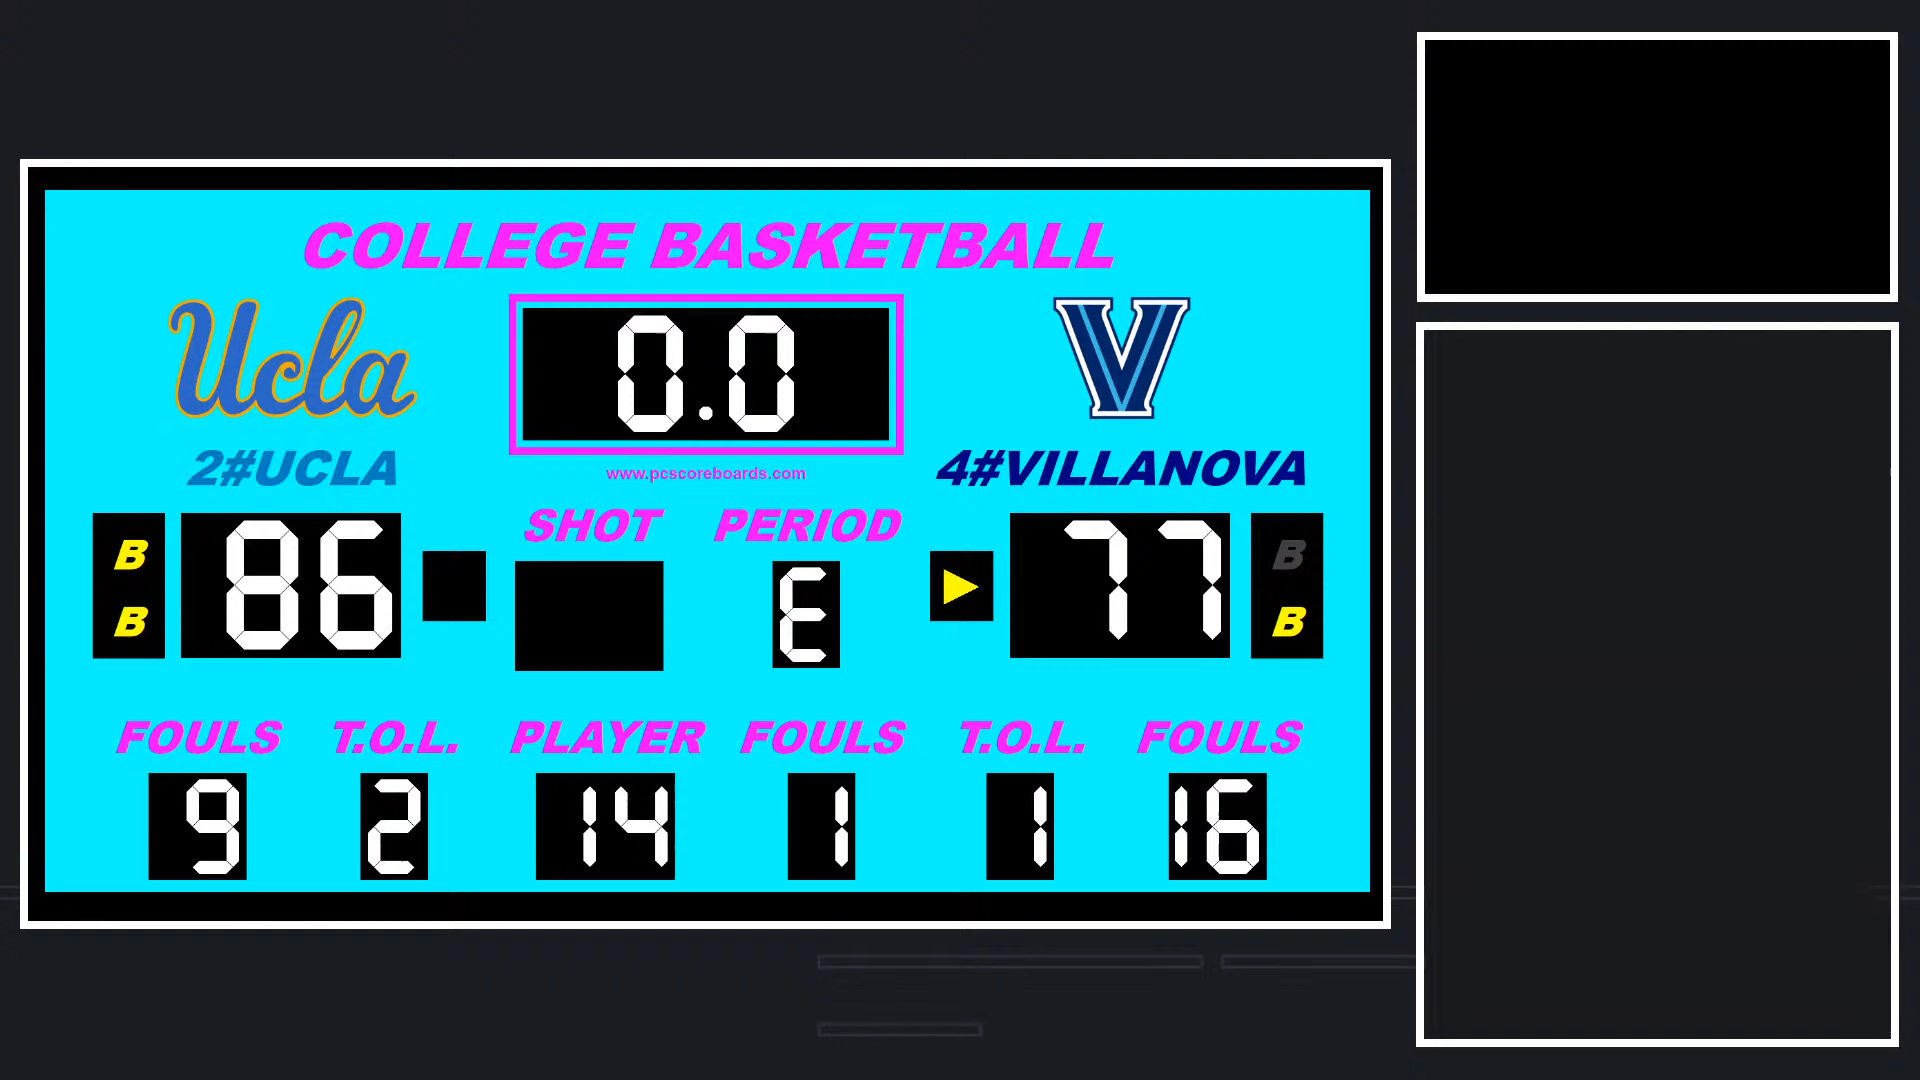 COLLEGE BASKETBALL
Ucla
0.0
V
2#UCLA
www.pcscoreboards.com
4#VILLANOVA
SHOT PERIOD
B
B
86
E
77
B
B
FOULS T.O.L. PLAYER FOULS T.O.L. FOULS
9 2 14 1 1 16